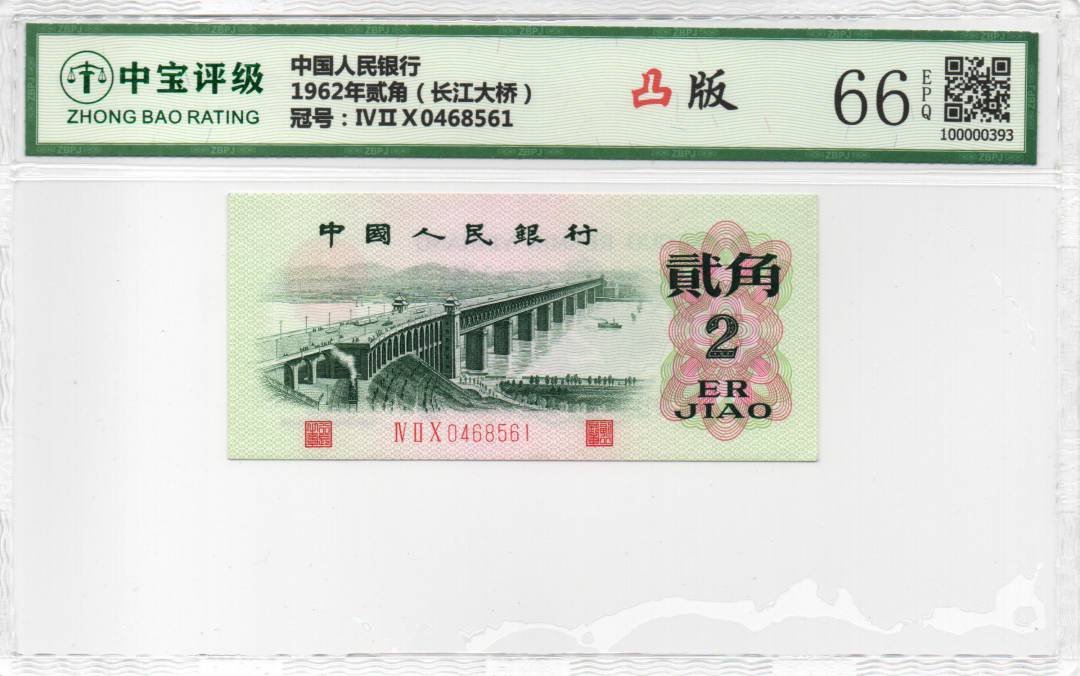 中宝评级
ZHONG BAO RATING
中国人民银行
1962年贰角（长江大桥）
冠号：ⅣⅡⅩ0468561
凸版
66
EPQ
100000393
中國人民銀行
貳角
2
ER
JIAO
ⅣⅡⅩ0468561